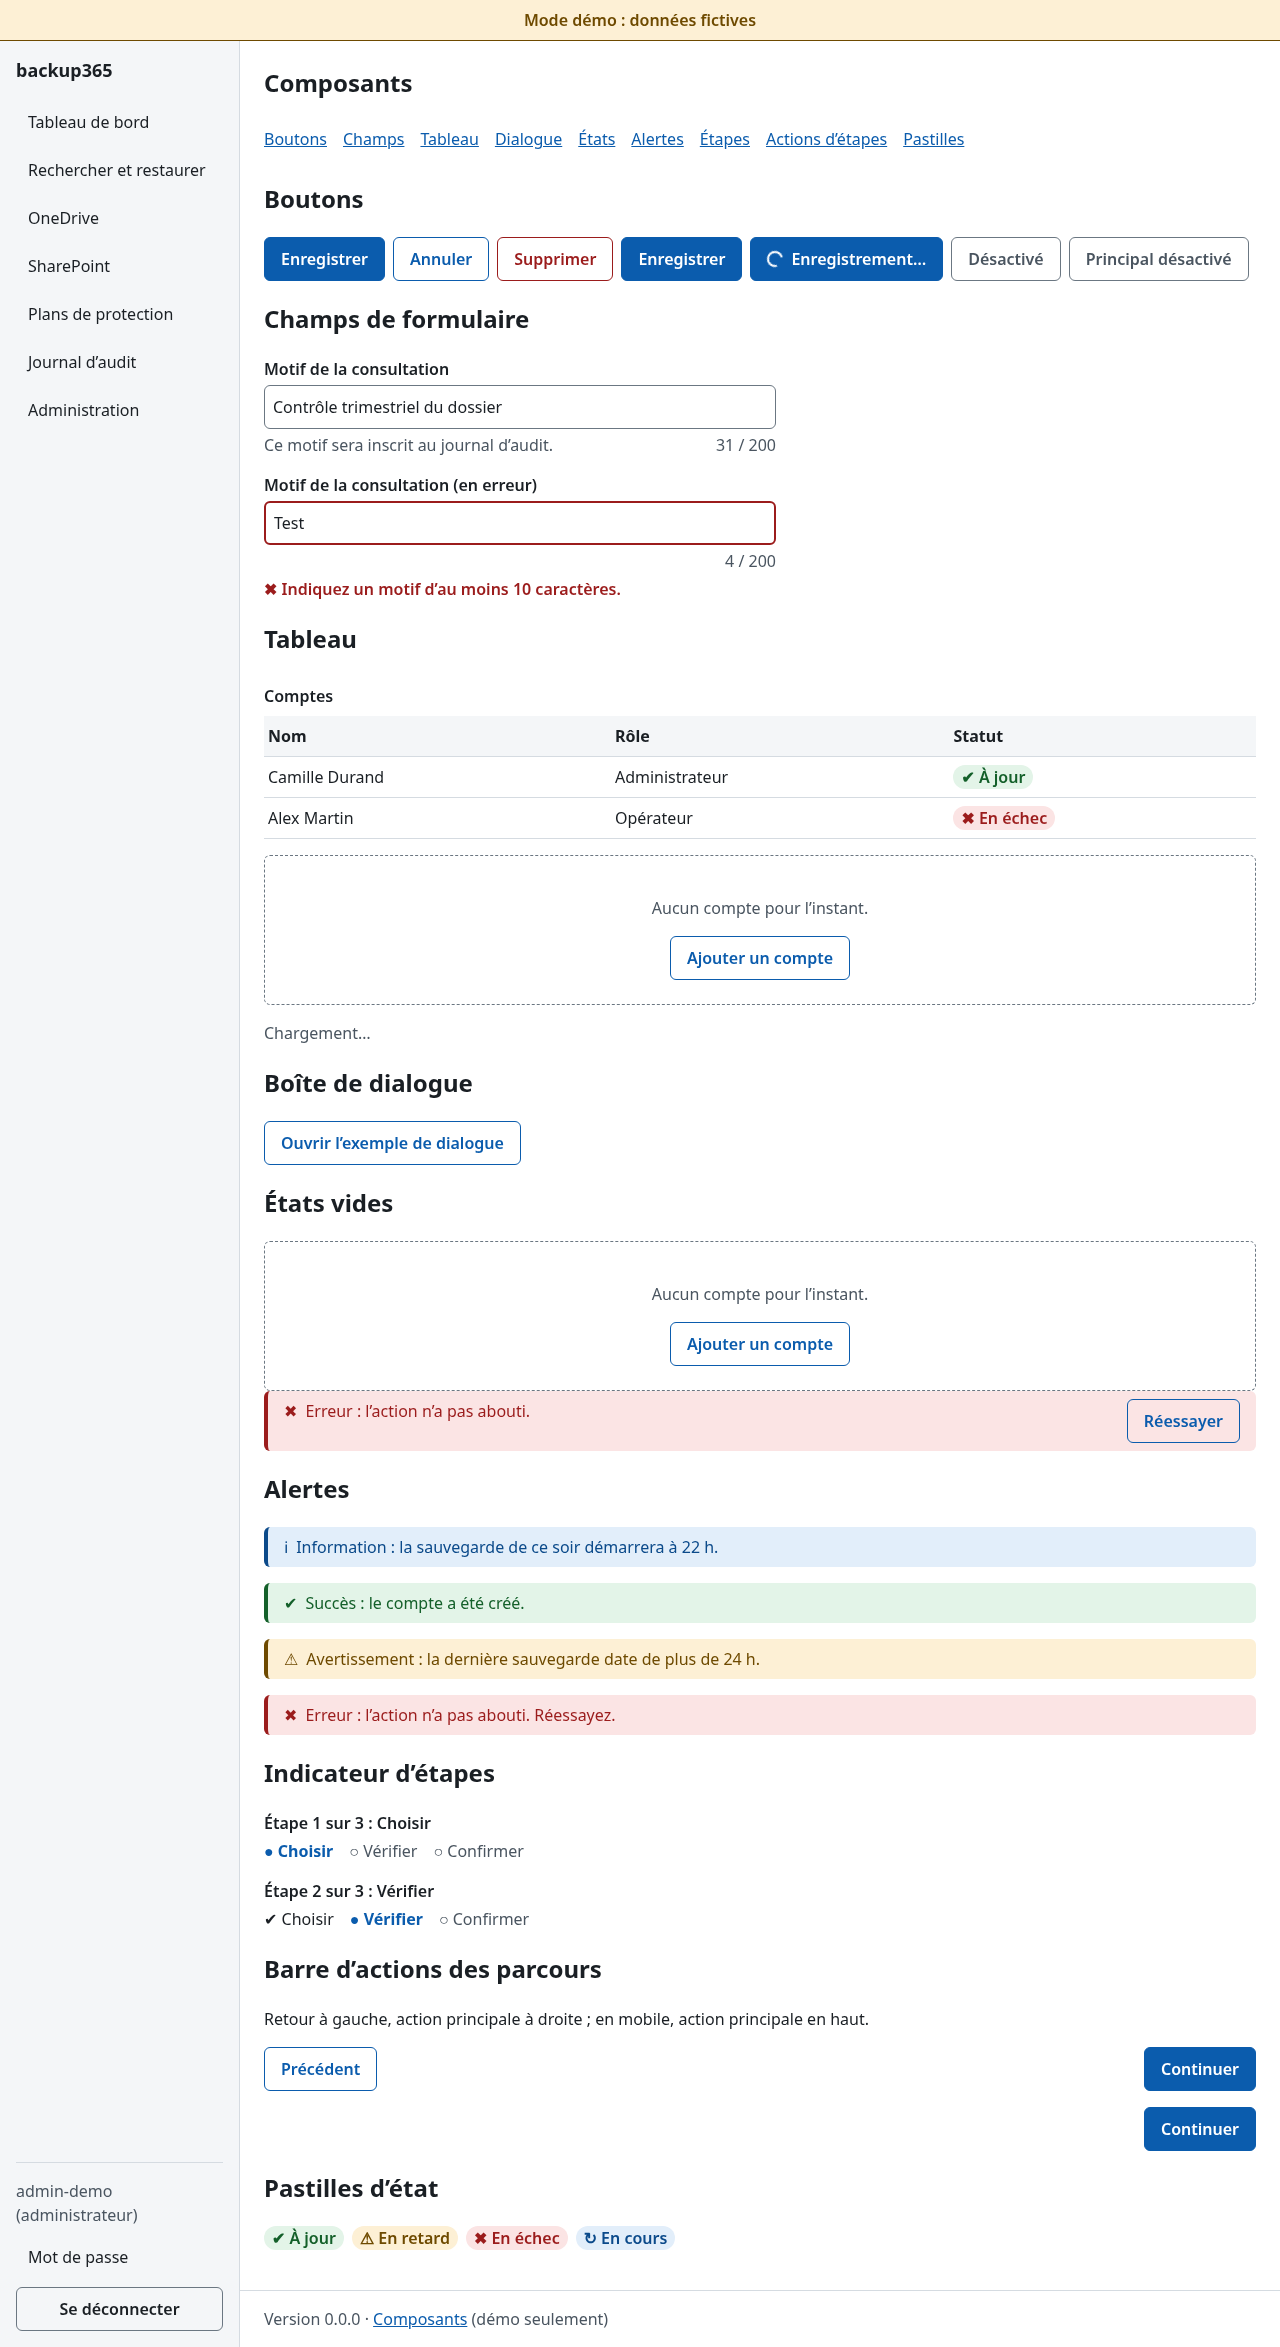 Mode démo : données fictives
backup365
Tableau de bord
Rechercher et restaurer
OneDrive
SharePoint
Plans de protection
Journal d’audit
Administration
admin-demo
(administrateur)
Mot de passe
Se déconnecter
Composants
Boutons Champs Tableau Dialogue États Alertes Étapes Actions d’étapes Pastilles
Boutons
Enregistrer Annuler Supprimer Enregistrer Enregistrement… Désactivé Principal désactivé
Champs de formulaire
Motif de la consultation
Contrôle trimestriel du dossier
Ce motif sera inscrit au journal d’audit. 31 / 200
Motif de la consultation (en erreur)
Test
4 / 200
✖ Indiquez un motif d’au moins 10 caractères.
Tableau
Comptes
Nom Rôle Statut
Camille Durand Administrateur ✔ À jour
Alex Martin Opérateur ✖ En échec
Aucun compte pour l’instant.
Ajouter un compte
Chargement…
Boîte de dialogue
Ouvrir l’exemple de dialogue
États vides
Aucun compte pour l’instant.
Ajouter un compte
✖ Erreur : l’action n’a pas abouti. Réessayer
Alertes
i Information : la sauvegarde de ce soir démarrera à 22 h.
✔ Succès : le compte a été créé.
⚠ Avertissement : la dernière sauvegarde date de plus de 24 h.
✖ Erreur : l’action n’a pas abouti. Réessayez.
Indicateur d’étapes
Étape 1 sur 3 : Choisir
● Choisir ○ Vérifier ○ Confirmer
Étape 2 sur 3 : Vérifier
✔ Choisir ● Vérifier ○ Confirmer
Barre d’actions des parcours
Retour à gauche, action principale à droite ; en mobile, action principale en haut.
Précédent Continuer
Continuer
Pastilles d’état
✔ À jour ⚠ En retard ✖ En échec ↻ En cours
Version 0.0.0 · Composants (démo seulement)